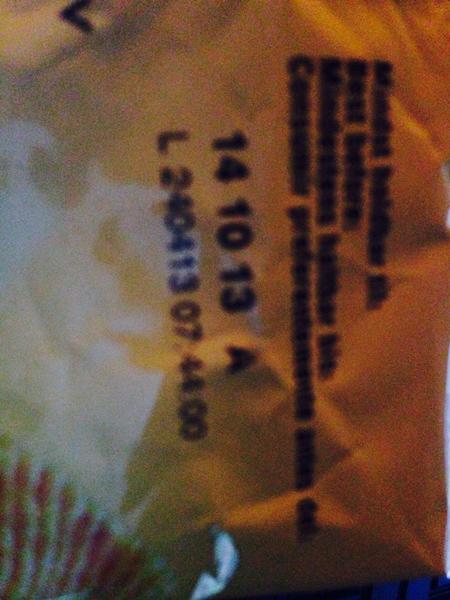 Mindst holdbar til:
Best before:
Mindestens haltbar bis:
Consumir preferentemente antes del:
14 10 13 A
L 240413 07:44:00